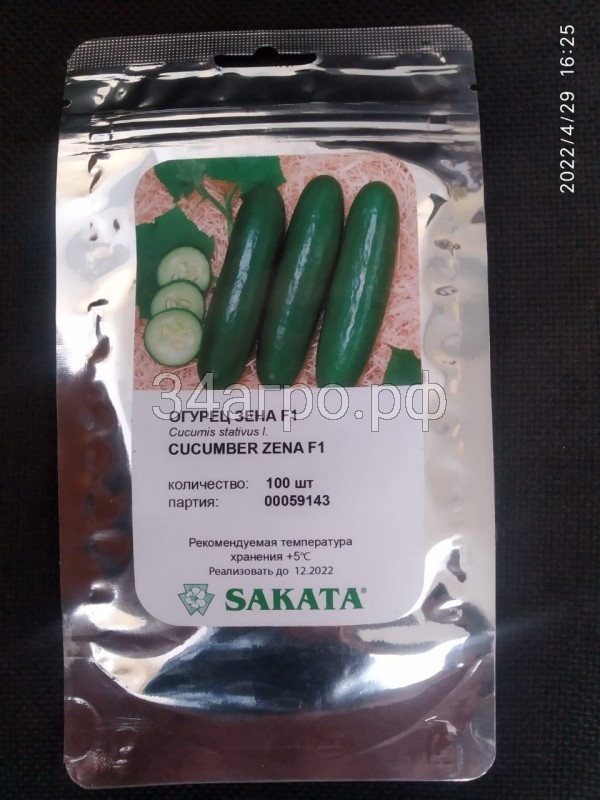 2022/4/29 16:25
34агро.рф
ОГУРЕЦ ЗЕНА F1
Cucumis stativus l.
CUCUMBER ZENA F1
количество: 100 шт
партия: 00059143
Рекомендуемая температура
хранения +5℃
Реализовать до 12.2022
SAKATA®